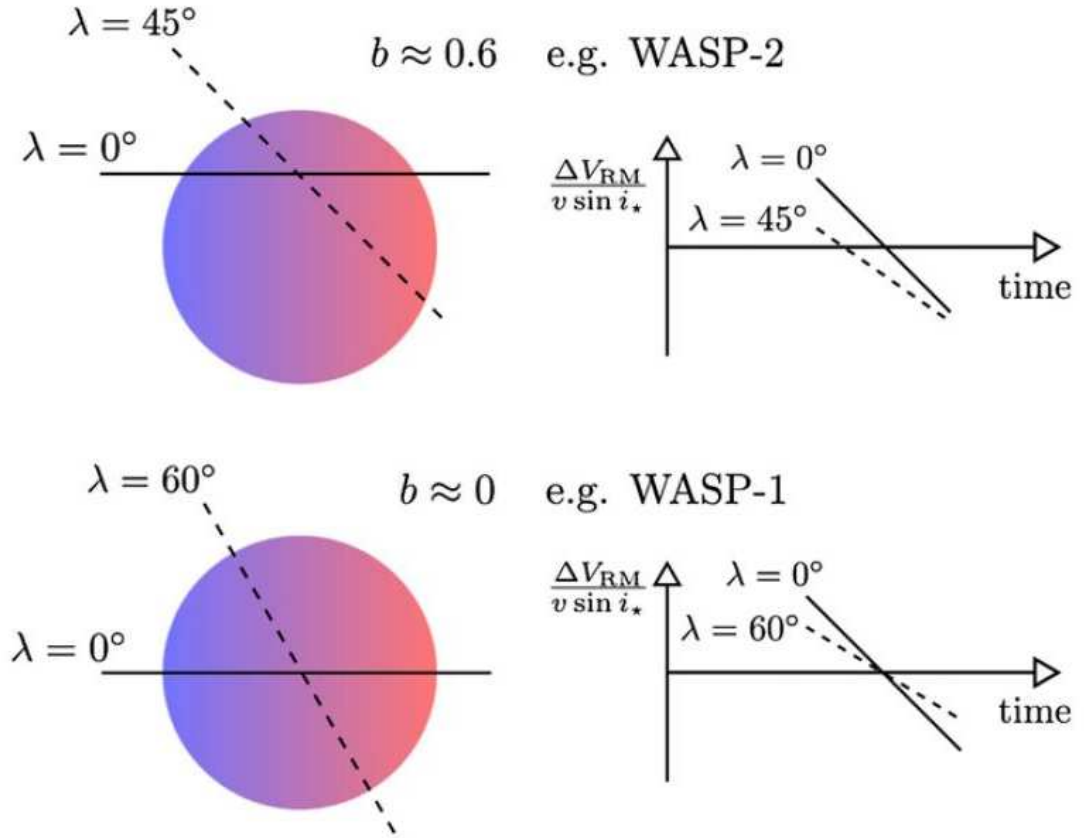 λ = 45°
b ≈ 0.6 e.g. WASP-2
λ = 0°
λ = 0°
ΔV_RM
v sin i⋆
λ = 45°
time
λ = 60°
b ≈ 0 e.g. WASP-1
λ = 0°
ΔV_RM
v sin i⋆
λ = 60°
λ = 0°
time